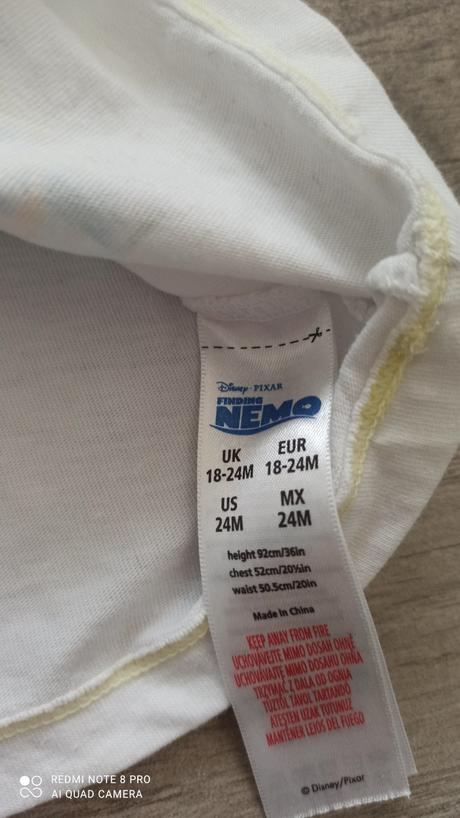 Disney · PIXAR
FINDING
NEMO
UK EUR
18-24M 18-24M
US MX
24M 24M
height 92cm/36in
chest 52cm/20½in
waist 50.5cm/20in
Made in China
KEEP AWAY FROM FIRE
UCHOVÁVEJTE MIMO DOSAH OHNĚ
UCHOVÁVAJTE MIMO DOSAHU OHŇA
TRZYMAĆ Z DALA OD OGNIA
TŰZTŐL TÁVOL TARTANDÓ
ATEŞTEN UZAK TUTUNUZ
MANTENER LEJOS DEL FUEGO
© Disney/Pixar
REDMI NOTE 8 PRO
AI QUAD CAMERA